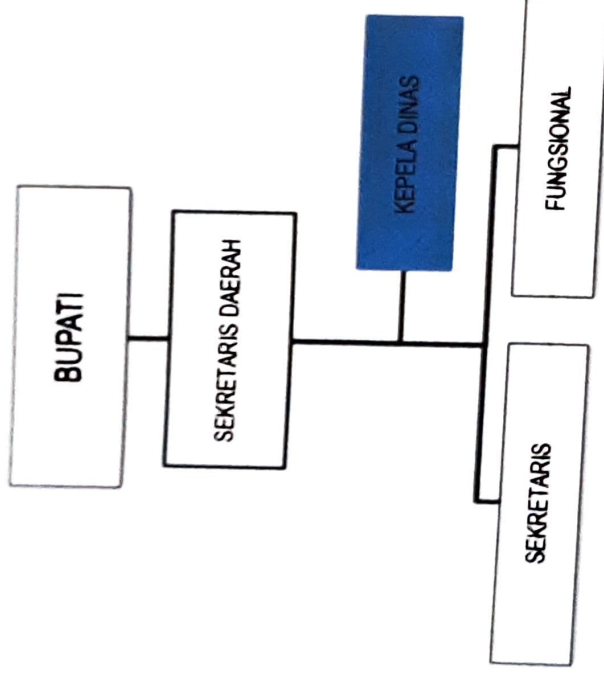 BUPATI
SEKRETARIS DAERAH
KEPELA DINAS
SEKRETARIS
FUNGSIONAL